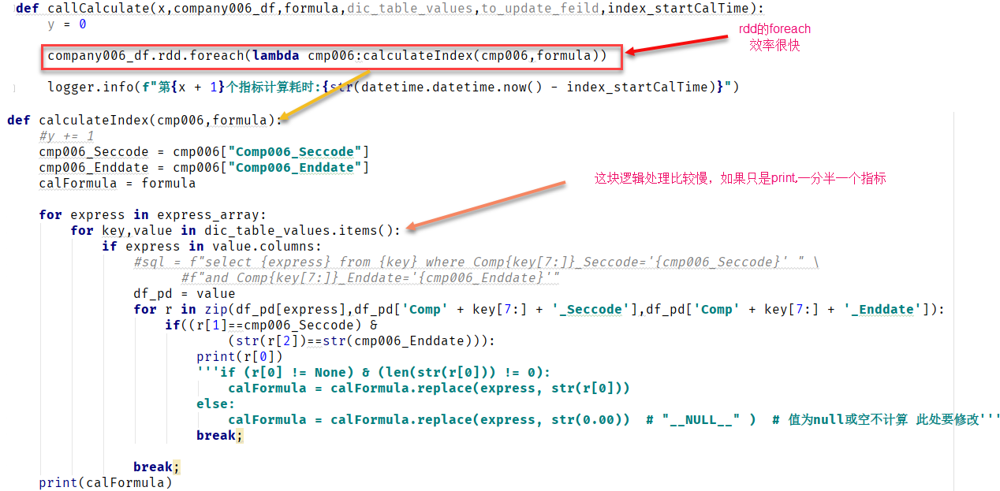 def callCalculate(x,company006_df,formula,dic_table_values,to_update_feild,index_startCalTime):
y = 0
rdd的foreach
效率很快
company006_df.rdd.foreach(lambda cmp006:calculateIndex(cmp006,formula))
logger.info(f"第{x + 1}个指标计算耗时:{str(datetime.datetime.now() - index_startCalTime)}")
def calculateIndex(cmp006,formula):
#y += 1
cmp006_Seccode = cmp006["Comp006_Seccode"]
cmp006_Enddate = cmp006["Comp006_Enddate"]
calFormula = formula
这块逻辑处理比较慢，如果只是print,一分半一个指标
for express in express_array:
for key,value in dic_table_values.items():
if express in value.columns:
#sql = f"select {express} from {key} where Comp{key[7:]}_Seccode='{cmp006_Seccode}' " \
#f"and Comp{key[7:]}_Enddate='{cmp006_Enddate}'"
df_pd = value
for r in zip(df_pd[express],df_pd['Comp' + key[7:] + '_Seccode'],df_pd['Comp' + key[7:] + '_Enddate']):
if((r[1]==cmp006_Seccode) &
(str(r[2])==str(cmp006_Enddate))):
print(r[0])
'''if (r[0] != None) & (len(str(r[0])) != 0):
calFormula = calFormula.replace(express, str(r[0]))
else:
calFormula = calFormula.replace(express, str(0.00)) # "__NULL__" ) # 值为null或空不计算 此处要修改'''
break;
break;
print(calFormula)